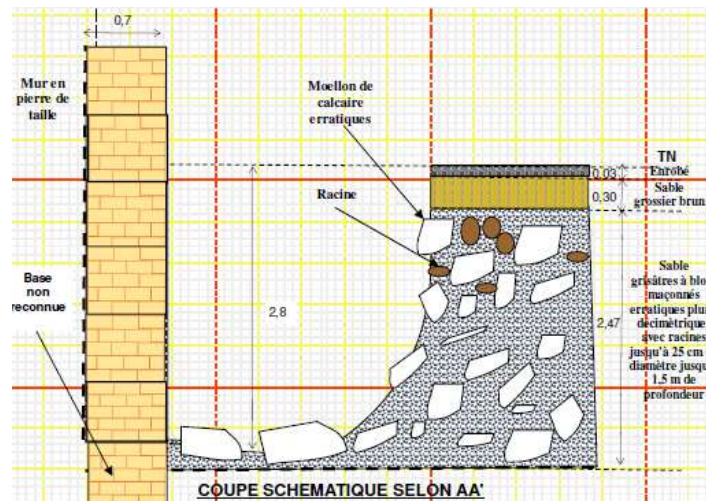 0,7
Mur en
pierre de
taille
Moellon de
calcaire
erratiques
TN
Enrobé
0,03
Racine
0,30
Sable
grossier brun
Base
non
reconnue
2,8
Sable
grisâtres à blo
maçonnés
erratiques plur
décimétrique
avec racines
jusqu'à 25 cm
diamètre jusqu
1,5 m de
profondeur
2,47
COUPE SCHEMATIQUE SELON AA'